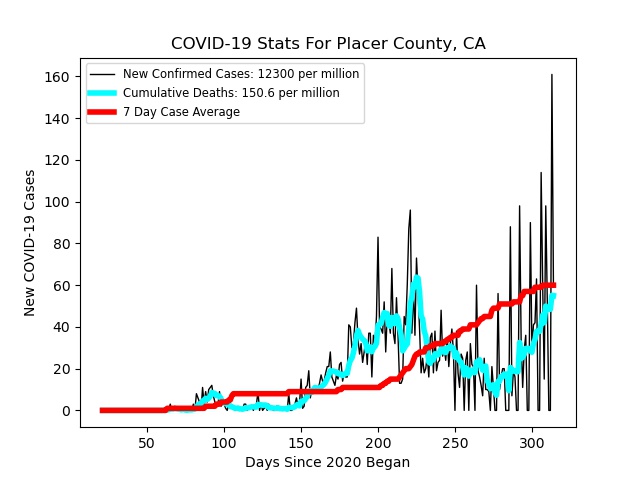 COVID-19 Stats For Placer County, CA
New Confirmed Cases: 12300 per million
Cumulative Deaths: 150.6 per million
7 Day Case Average
New COVID-19 Cases
160
140
120
100
80
60
40
20
0
50 100 150 200 250 300
Days Since 2020 Began